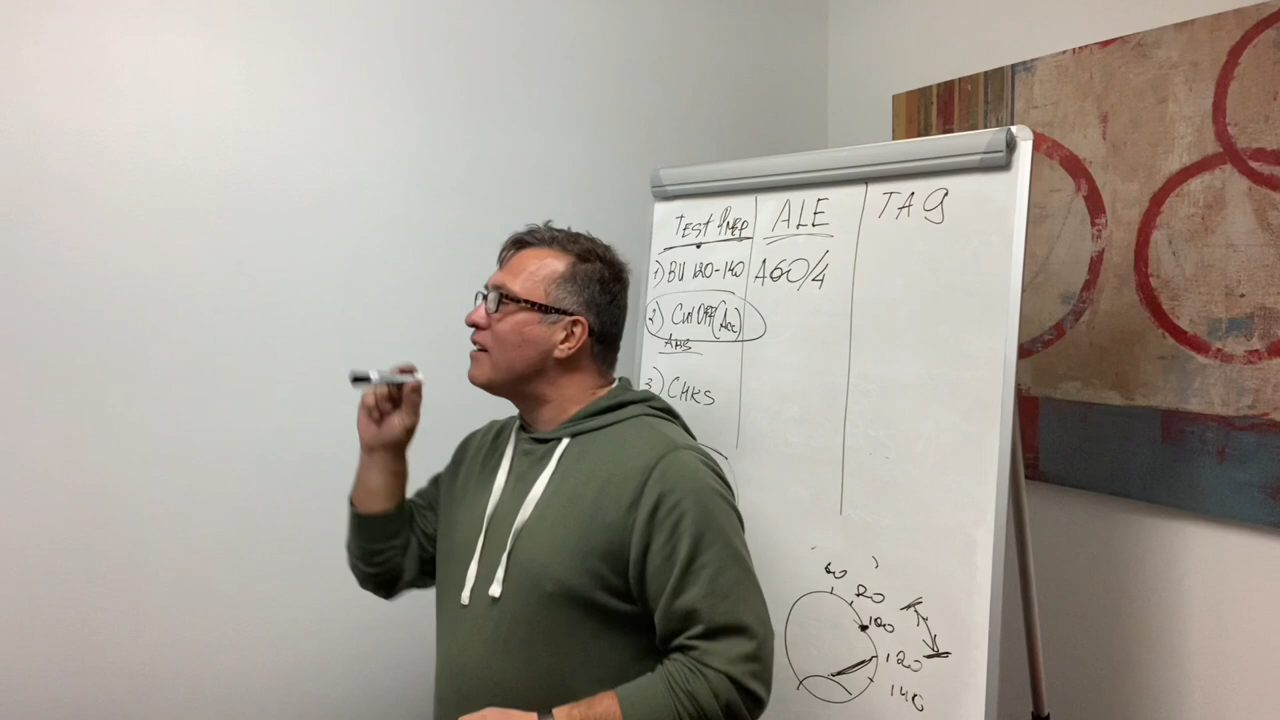 TEST PREP
1) BU 120-140
2) CUT OFF (Acc)
3) CHKS
ALE
A60/4
TAG
60
80
100
120
140